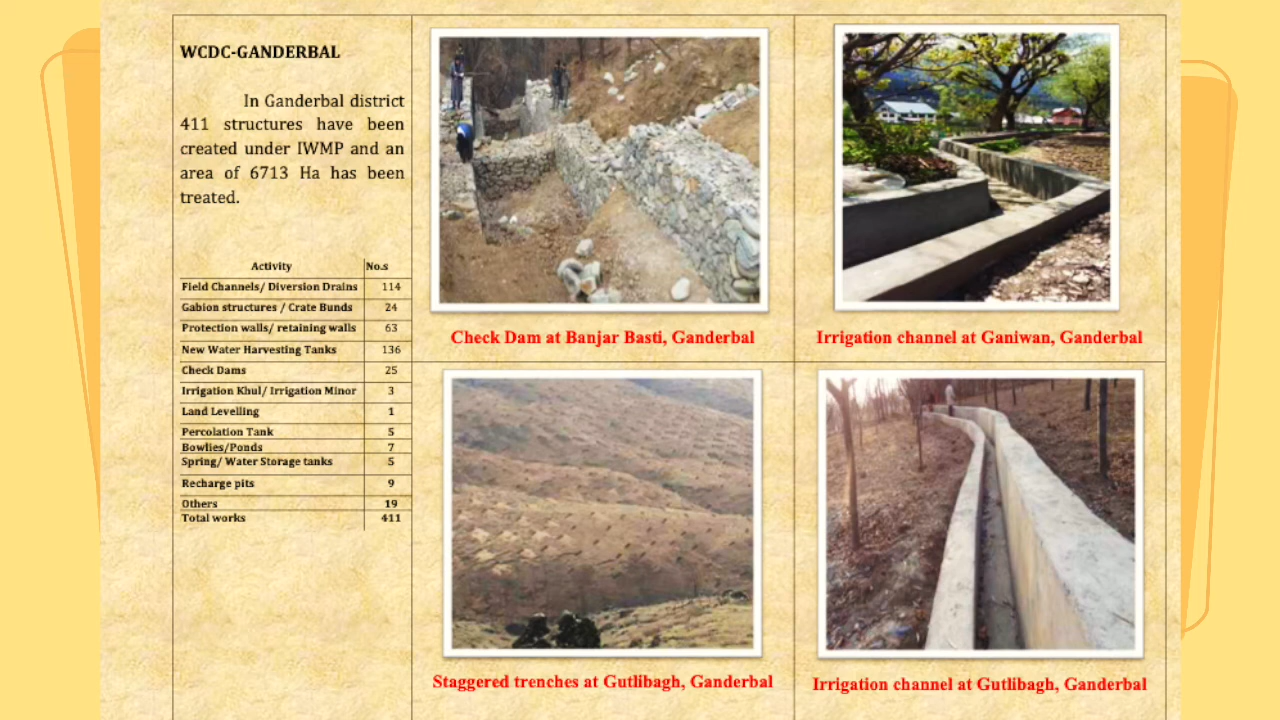 WCDC-GANDERBAL
In Ganderbal district
411 structures have been
created under IWMP and an
area of 6713 Ha has been
treated.
Activity No.s
Field Channels/ Diversion Drains 114
Gabion structures / Crate Bunds 24
Protection walls/ retaining walls 63
New Water Harvesting Tanks 136
Check Dams 25
Irrigation Khul/ Irrigation Minor 3
Land Levelling 1
Percolation Tank 5
Bowlies/Ponds 7
Spring/ Water Storage tanks 5
Recharge pits 9
Others 19
Total works 411
Check Dam at Banjar Basti, Ganderbal
Irrigation channel at Ganiwan, Ganderbal
Staggered trenches at Gutlibagh, Ganderbal
Irrigation channel at Gutlibagh, Ganderbal